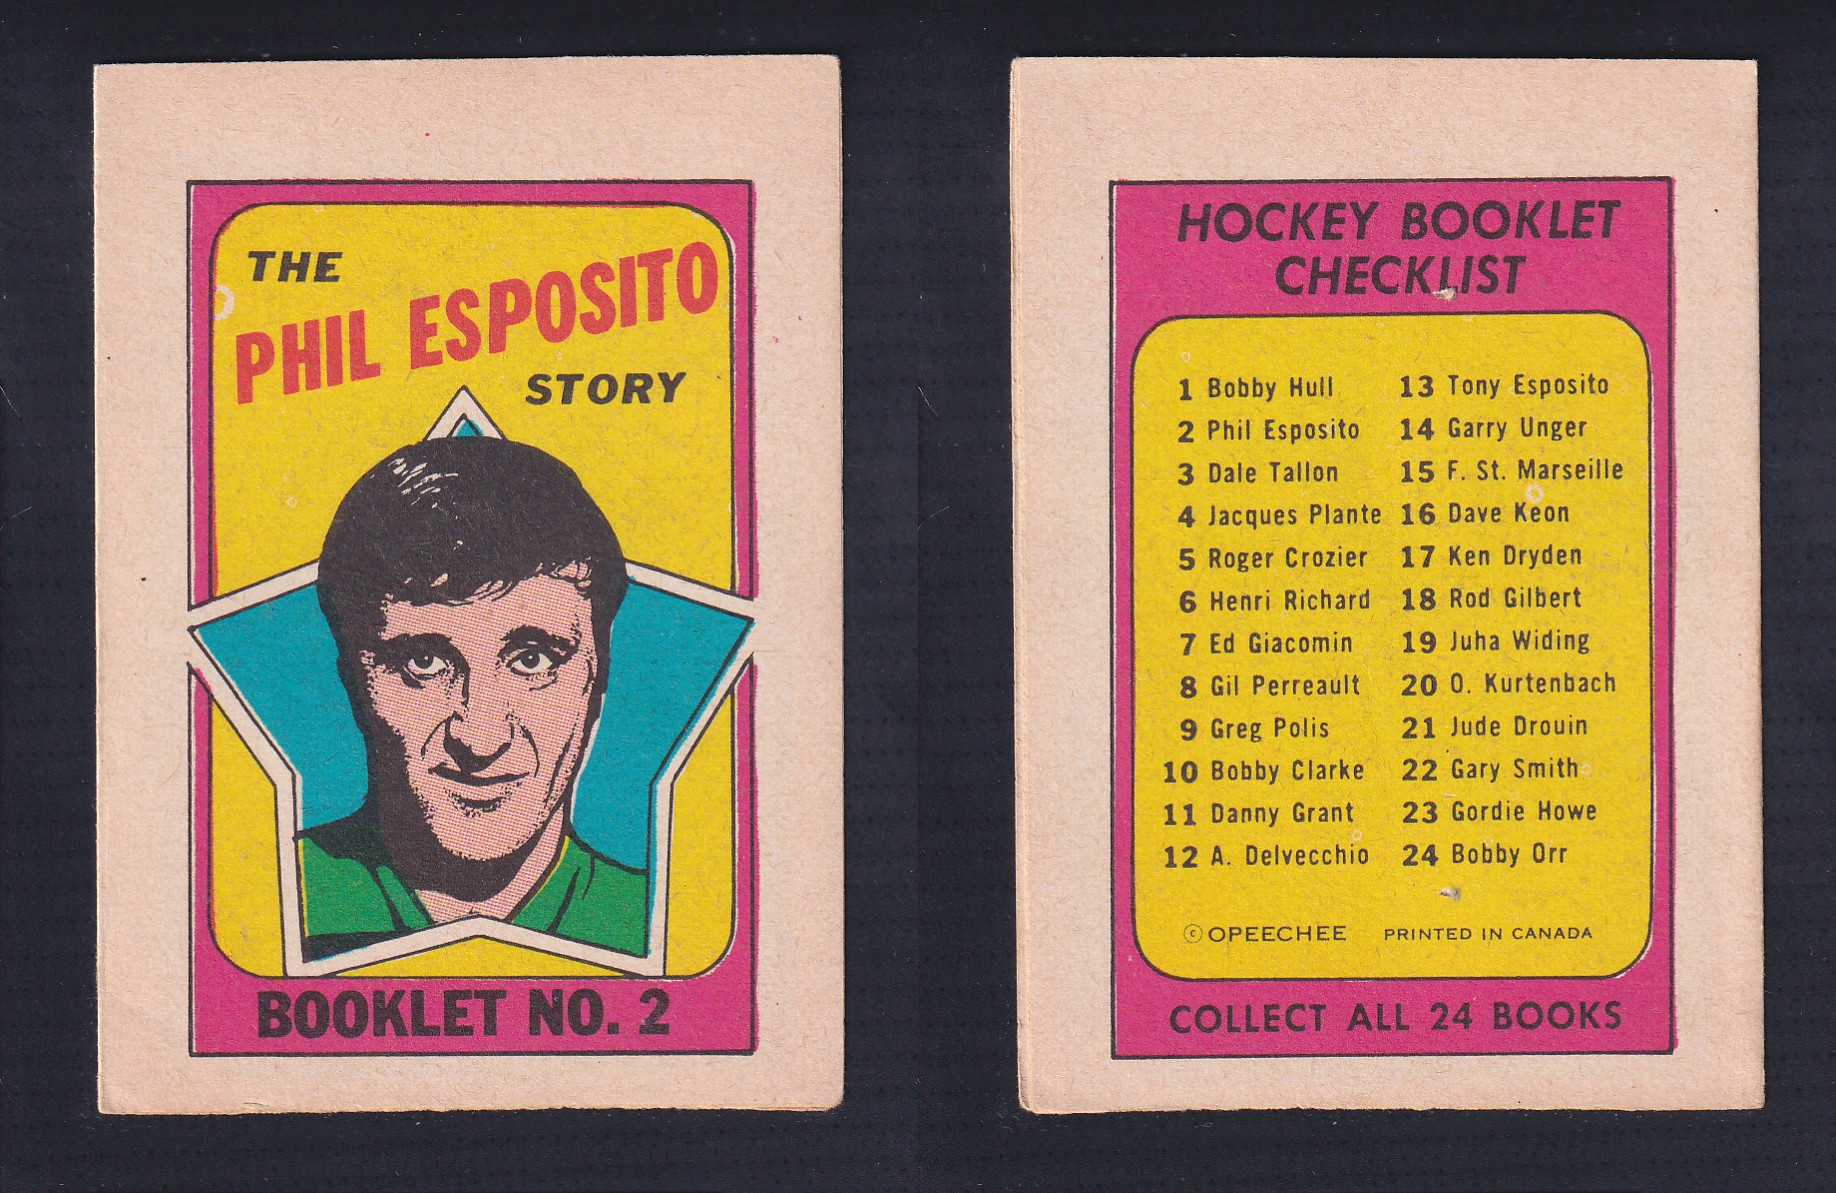 THE
PHIL ESPOSITO
STORY
BOOKLET NO. 2
HOCKEY BOOKLET
CHECKLIST
1 Bobby Hull
2 Phil Esposito
3 Dale Tallon
4 Jacques Plante
5 Roger Crozier
6 Henri Richard
7 Ed Giacomin
8 Gil Perreault
9 Greg Polis
10 Bobby Clarke
11 Danny Grant
12 A. Delvecchio
13 Tony Esposito
14 Garry Unger
15 F. St. Marseille
16 Dave Keon
17 Ken Dryden
18 Rod Gilbert
19 Juha Widing
20 O. Kurtenbach
21 Jude Drouin
22 Gary Smith
23 Gordie Howe
24 Bobby Orr
© OPEECHEE PRINTED IN CANADA
COLLECT ALL 24 BOOKS